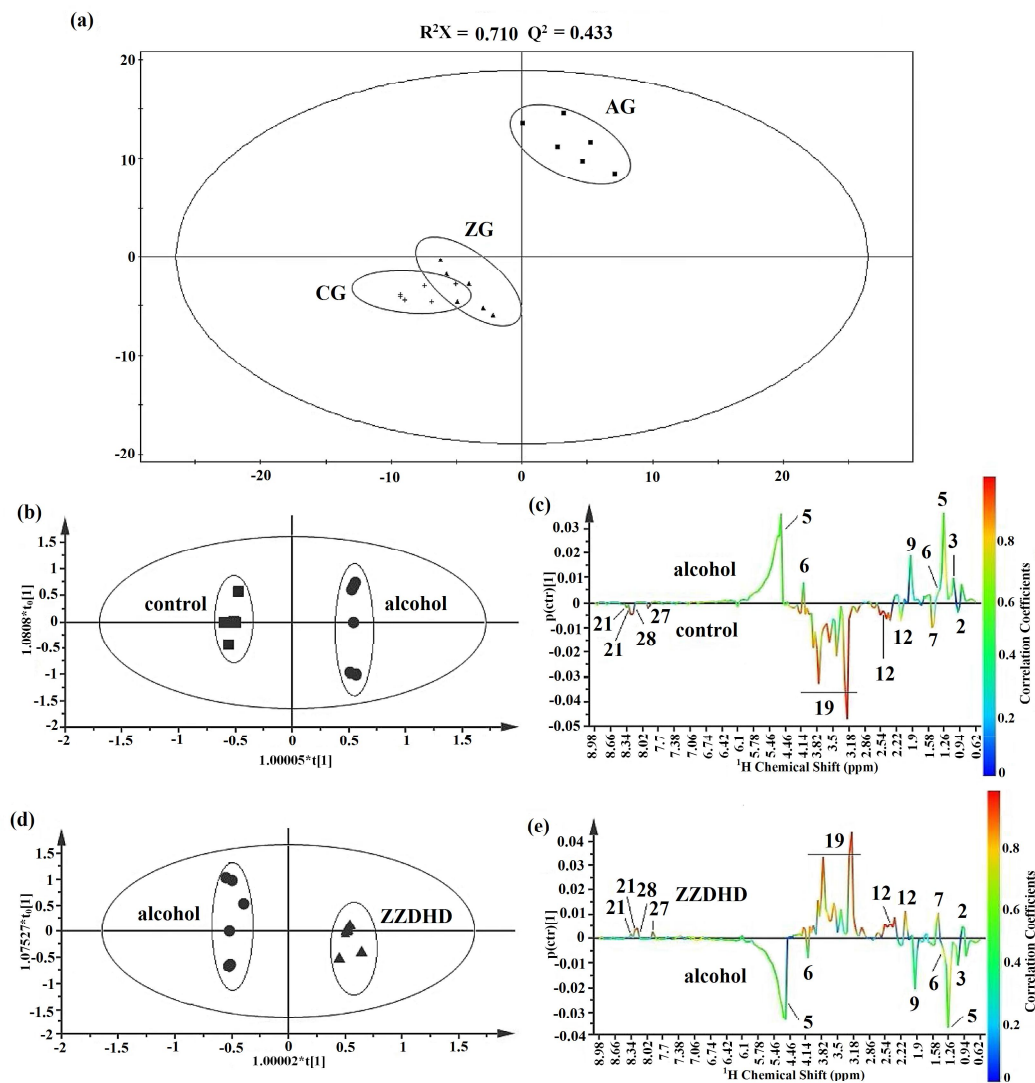 (a)
R²X = 0.710 Q² = 0.433
20
10
0
-10
-20
AG
ZG
CG
-20 -10 0 10 20
(b)
1.0808*t₀[1]
1.5
1
0.5
0
-0.5
-1
-1.5
-2
control
alcohol
-2 -1.5 -1 -0.5 0 0.5 1 1.5
1.00005*t[1]
(c)
p(ctr)[1]
0.03
0.02
0.01
0
-0.01
-0.02
-0.03
-0.04
-0.05
alcohol
control
5
6
9
6
5
3
21
21
28
27
19
12
12
7
2
8.98 8.66 8.34 8.02 7.7 7.38 7.06 6.74 6.42 6.1 5.78 5.46 4.46 4.14 3.82 3.5 3.18 2.86 2.54 2.22 1.9 1.58 1.26 0.94 0.62
¹H Chemical Shift (ppm)
0.8
0.6
0.4
0.2
0
Correlation Coefficients
(d)
1.07527*t₀[1]
1.5
1
0.5
0
-0.5
-1
-1.5
-2
alcohol
ZZDHD
-2 -1.5 -1 -0.5 0 0.5 1 1.5
1.00002*t[1]
(e)
p(ctr)[1]
0.04
0.03
0.02
0.01
0
-0.01
-0.02
-0.03
-0.04
ZZDHD
alcohol
21
21
28
27
19
12
12
7
2
6
5
9
6
5
3
8.98 8.66 8.34 8.02 7.7 7.38 7.06 6.74 6.42 6.1 5.78 5.46 4.46 4.14 3.82 3.5 3.18 2.86 2.54 2.22 1.9 1.58 1.26 0.94 0.62
¹H Chemical Shift (ppm)
0.8
0.6
0.4
0.2
0
Correlation Coefficients